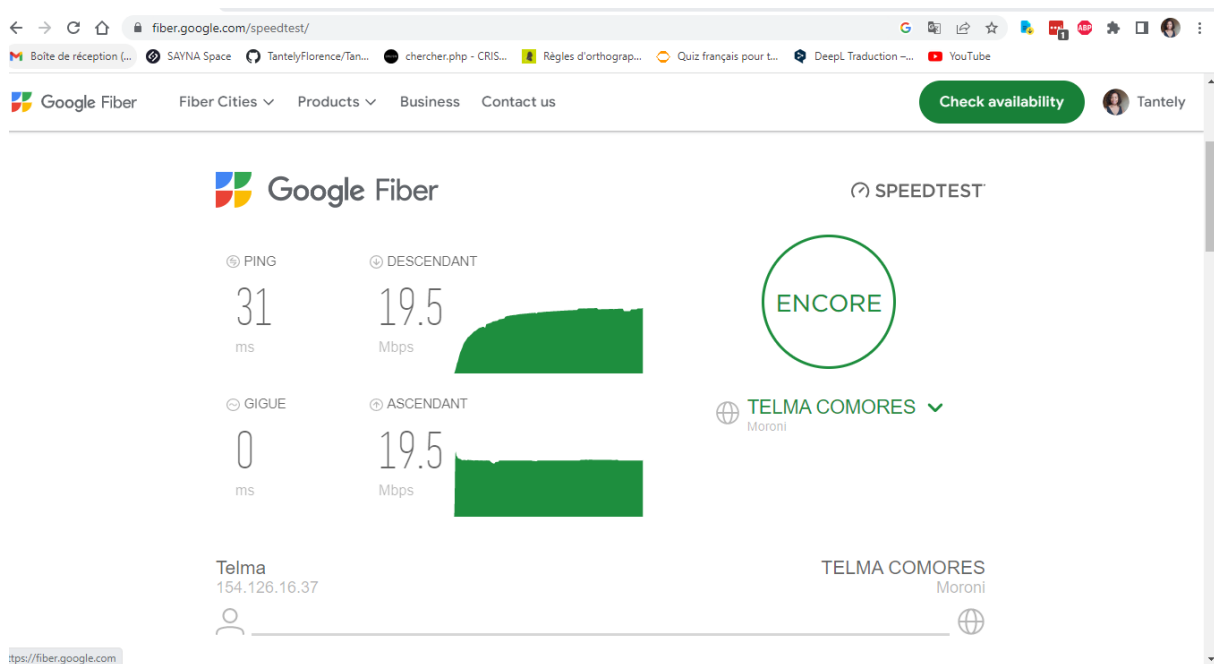 fiber.google.com/speedtest/
Boîte de réception (... SAYNA Space TantelyFlorence/Tan... chercher.php - CRIS... Règles d'orthograp... Quiz français pour t... DeepL Traduction –... YouTube
Google Fiber Fiber Cities Products Business Contact us Check availability Tantely
Google Fiber SPEEDTEST
PING DESCENDANT
31 19.5 ENCORE
ms Mbps
GIGUE ASCENDANT TELMA COMORES
Moroni
0 19.5
ms Mbps
Telma TELMA COMORES
154.126.16.37 Moroni
ttps://fiber.google.com